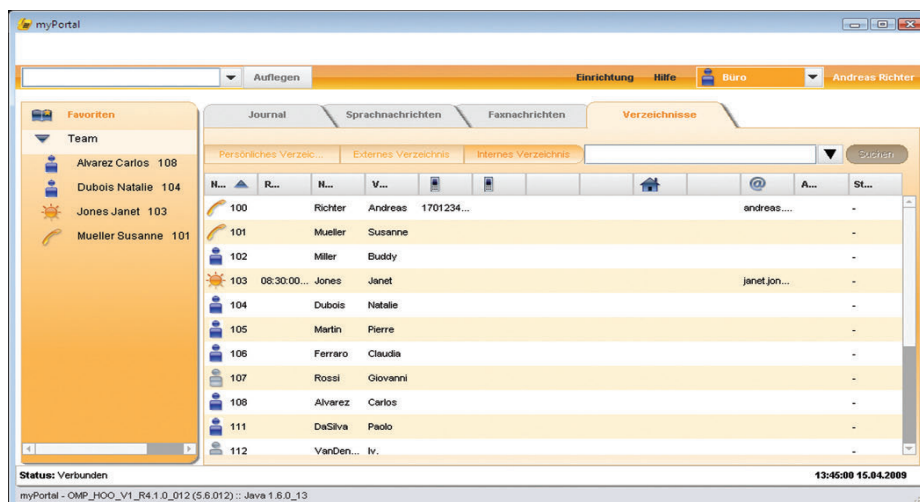 myPortal
Auflegen
Einrichtung Hilfe Büro Andreas Richter
Favoriten
Team
Alvarez Carlos 108
Dubois Natalie 104
Jones Janet 103
Mueller Susanne 101
Journal Sprachnachrichten Faxnachrichten Verzeichnisse
Persönliches Verzeic... Externes Verzeichnis Internes Verzeichnis Suchen
N... R... N... V... @ A... St...
100 Richter Andreas 1701234... andreas.... -
101 Mueller Susanne -
102 Miller Buddy -
103 08:30:00... Jones Janet janet.jon... -
104 Dubois Natalie -
105 Martin Pierre -
106 Ferraro Claudia -
107 Rossi Giovanni -
108 Alvarez Carlos -
111 DaSilva Paolo -
112 VanDen... Iv. -
Status: Verbunden 13:45:00 15.04.2009
myPortal - OMP_HOO_V1_R4.1.0_012 (5.6.012) :: Java 1.6.0_13